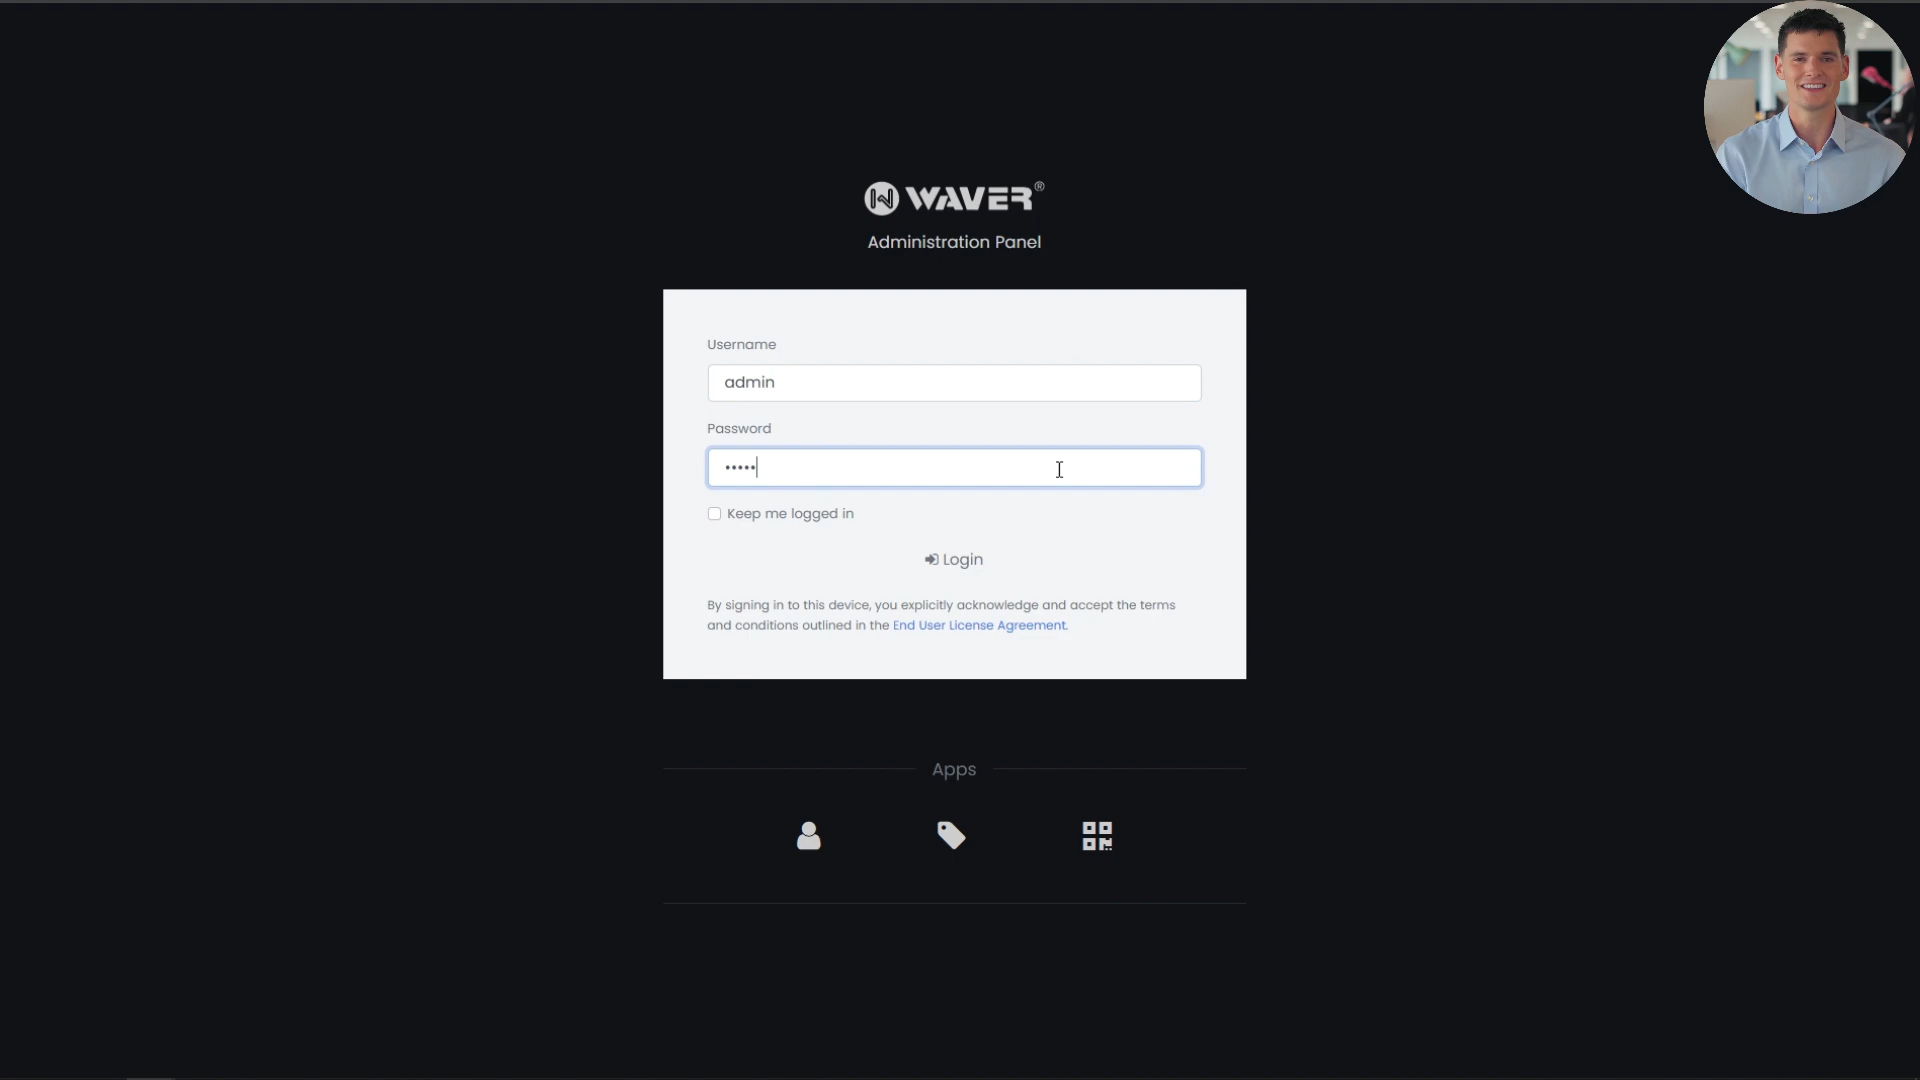 WAVER®
Administration Panel
Username
admin
Password
•••••
Keep me logged in
Login
By signing in to this device, you explicitly acknowledge and accept the terms
and conditions outlined in the End User License Agreement.
Apps